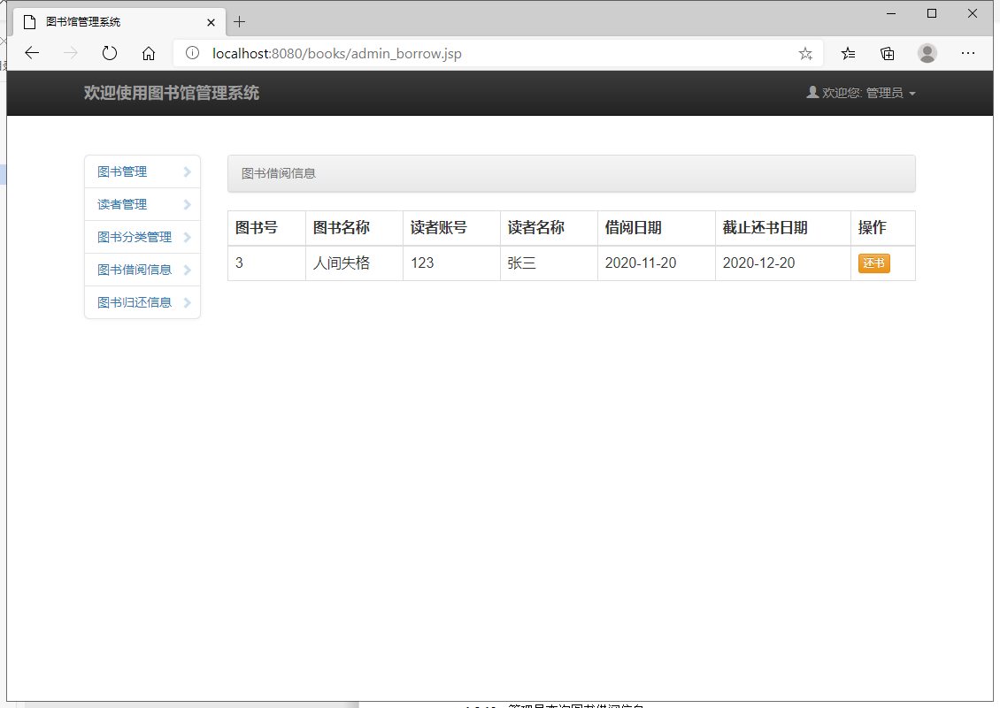 图书馆管理系统
localhost:8080/books/admin_borrow.jsp
欢迎使用图书馆管理系统
欢迎您: 管理员
图书管理
读者管理
图书分类管理
图书借阅信息
图书归还信息
图书借阅信息
图书号 图书名称 读者账号 读者名称 借阅日期 截止还书日期 操作
3 人间失格 123 张三 2020-11-20 2020-12-20 还书